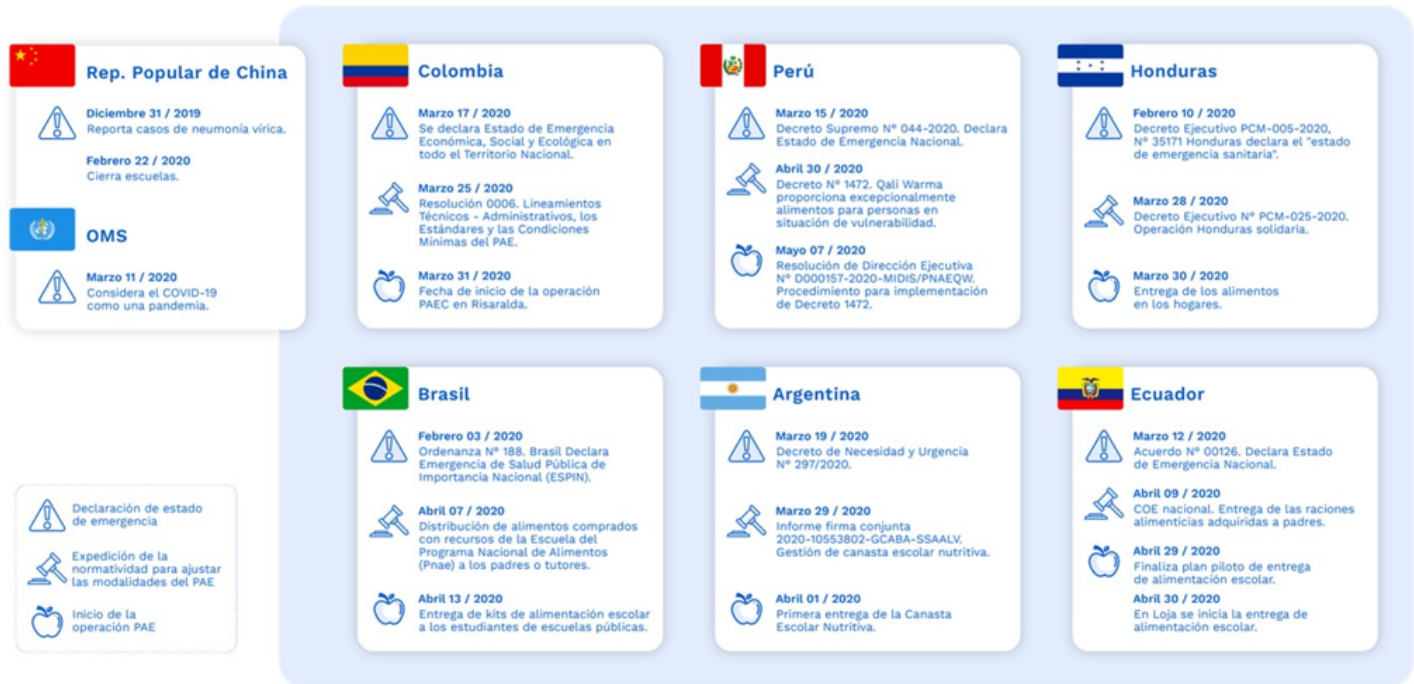 Rep. Popular de China
Diciembre 31 / 2019
Reporta casos de neumonía vírica.
Febrero 22 / 2020
Cierra escuelas.
OMS
Marzo 11 / 2020
Considera el COVID-19
como una pandemia.
Colombia
Marzo 17 / 2020
Se declara Estado de Emergencia
Económica, Social y Ecológica en
todo el Territorio Nacional.
Marzo 25 / 2020
Resolución 0006. Lineamientos
Técnicos - Administrativos, los
Estándares y las Condiciones
Mínimas del PAE.
Marzo 31 / 2020
Fecha de inicio de la operación
PAEC en Risaralda.
Perú
Marzo 15 / 2020
Decreto Supremo N° 044-2020. Declara
Estado de Emergencia Nacional.
Abril 30 / 2020
Decreto N° 1472. Qali Warma
proporciona excepcionalmente
alimentos para personas en
situación de vulnerabilidad.
Mayo 07 / 2020
Resolución de Dirección Ejecutiva
N° D000157-2020-MIDIS/PNAEQW.
Procedimiento para implementación
de Decreto 1472.
Honduras
Febrero 10 / 2020
Decreto Ejecutivo PCM-005-2020,
N° 35171 Honduras declara el "estado
de emergencia sanitaria".
Marzo 28 / 2020
Decreto Ejecutivo N° PCM-025-2020.
Operación Honduras solidaria.
Marzo 30 / 2020
Entrega de los alimentos
en los hogares.
Brasil
Febrero 03 / 2020
Ordenanza N° 188. Brasil Declara
Emergencia de Salud Pública de
Importancia Nacional (ESPIN).
Abril 07 / 2020
Distribución de alimentos comprados
con recursos de la Escuela del
Programa Nacional de Alimentos
(Pnae) a los padres o tutores.
Abril 13 / 2020
Entrega de kits de alimentación escolar
a los estudiantes de escuelas públicas.
Argentina
Marzo 19 / 2020
Decreto de Necesidad y Urgencia
N° 297/2020.
Marzo 29 / 2020
Informe firma conjunta
2020-10553802-GCABA-SSAALV.
Gestión de canasta escolar nutritiva.
Abril 01 / 2020
Primera entrega de la Canasta
Escolar Nutritiva.
Ecuador
Marzo 12 / 2020
Acuerdo N° 00126. Declara Estado
de Emergencia Nacional.
Abril 09 / 2020
COE nacional. Entrega de las raciones
alimenticias adquiridas a padres.
Abril 29 / 2020
Finaliza plan piloto de entrega
de alimentación escolar.
Abril 30 / 2020
En Loja se inicia la entrega de
alimentación escolar.
Declaración de estado
de emergencia
Expedición de la
normatividad para ajustar
las modalidades del PAE
Inicio de la
operación PAE